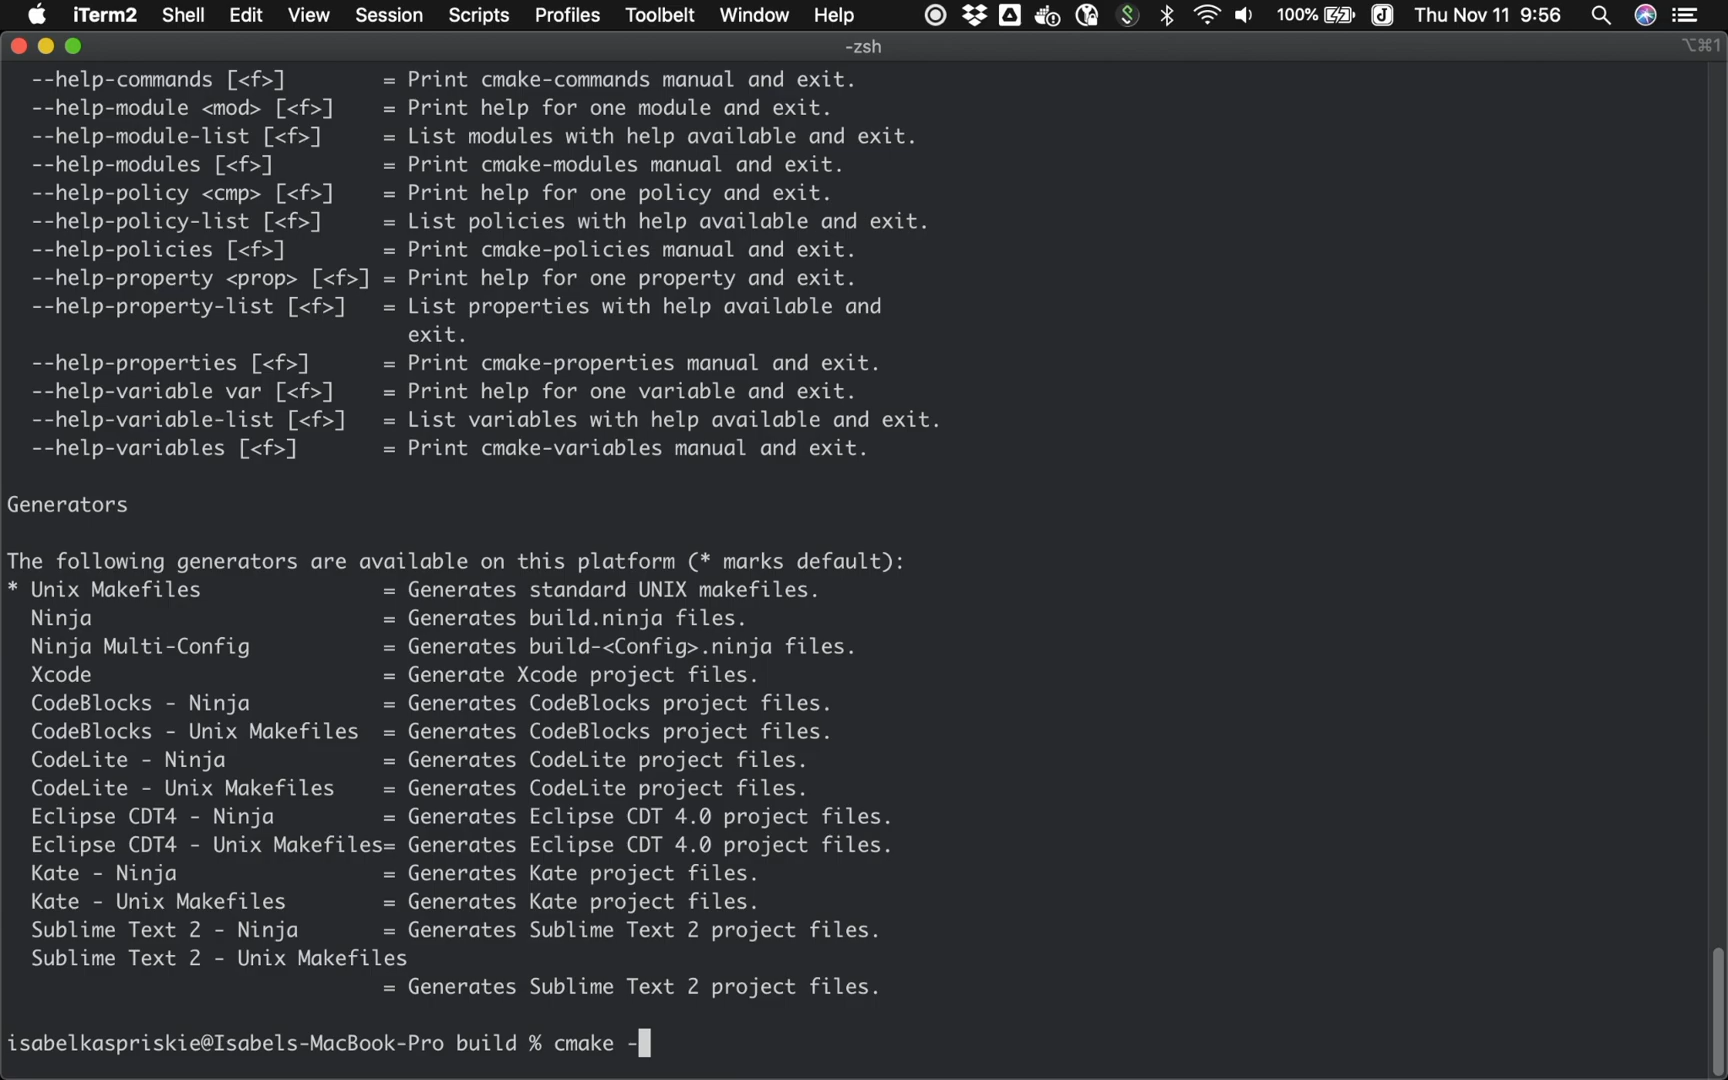 iTerm2 Shell Edit View Session Scripts Profiles Toolbelt Window Help 100% Thu Nov 11 9:56
-zsh ⌥⌘1
--help-commands [<f>] = Print cmake-commands manual and exit.
--help-module <mod> [<f>] = Print help for one module and exit.
--help-module-list [<f>] = List modules with help available and exit.
--help-modules [<f>] = Print cmake-modules manual and exit.
--help-policy <cmp> [<f>] = Print help for one policy and exit.
--help-policy-list [<f>] = List policies with help available and exit.
--help-policies [<f>] = Print cmake-policies manual and exit.
--help-property <prop> [<f>] = Print help for one property and exit.
--help-property-list [<f>] = List properties with help available and
exit.
--help-properties [<f>] = Print cmake-properties manual and exit.
--help-variable var [<f>] = Print help for one variable and exit.
--help-variable-list [<f>] = List variables with help available and exit.
--help-variables [<f>] = Print cmake-variables manual and exit.
Generators
The following generators are available on this platform (* marks default):
* Unix Makefiles = Generates standard UNIX makefiles.
Ninja = Generates build.ninja files.
Ninja Multi-Config = Generates build-<Config>.ninja files.
Xcode = Generate Xcode project files.
CodeBlocks - Ninja = Generates CodeBlocks project files.
CodeBlocks - Unix Makefiles = Generates CodeBlocks project files.
CodeLite - Ninja = Generates CodeLite project files.
CodeLite - Unix Makefiles = Generates CodeLite project files.
Eclipse CDT4 - Ninja = Generates Eclipse CDT 4.0 project files.
Eclipse CDT4 - Unix Makefiles= Generates Eclipse CDT 4.0 project files.
Kate - Ninja = Generates Kate project files.
Kate - Unix Makefiles = Generates Kate project files.
Sublime Text 2 - Ninja = Generates Sublime Text 2 project files.
Sublime Text 2 - Unix Makefiles
= Generates Sublime Text 2 project files.
isabelkaspriskie@Isabels-MacBook-Pro build % cmake -